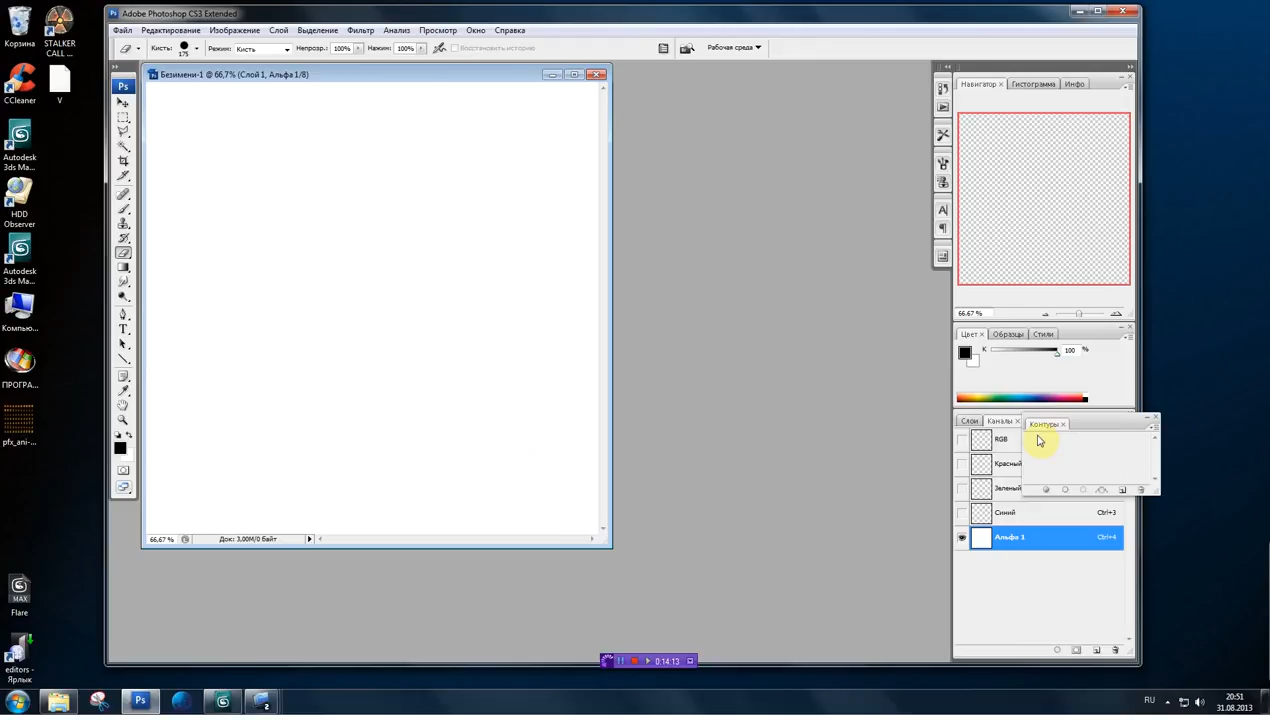 Корзина
STALKER
CALL ...
CCleaner
V
Autodesk
3ds Ma...
HDD
Observer
Autodesk
3ds Ma...
Компью...
ПРОГРА...
pfx_ani-...
MAX
Flare
editors -
Ярлык
Adobe Photoshop CS3 Extended
Файл Редактирование Изображение Слой Выделение Фильтр Анализ Просмотр Окно Справка
Кисть: 175 Режим: Кисть Непрозр.: 100% Нажим: 100% Восстановить историю Рабочая среда
Ps
Безимени-1 @ 66,7% (Слой 1, Альфа 1/8)
66,67 % Док: 3,00M/0 байт
Навигатор Гистограмма Инфо
66.67 %
Цвет Образцы Стили
K 100 %
Слои Каналы
Контуры
RGB
Красный
Зеленый
Синий Ctrl+3
Альфа 1 Ctrl+4
0:14:13
Ps
RU
20:51
31.08.2013